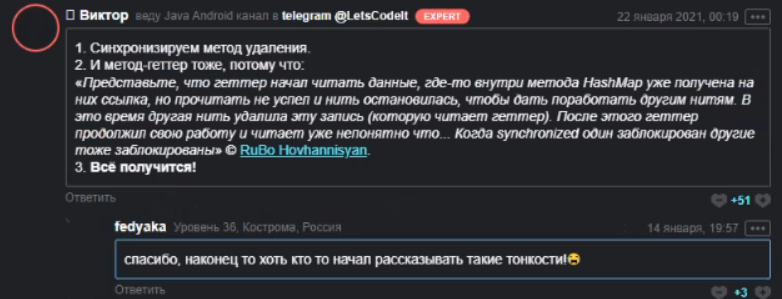 Виктор веду Java Android канал в telegram @LetsCodeIt EXPERT 22 января 2021, 00:19
1. Синхронизируем метод удаления.
2. И метод-геттер тоже, потому что:
«Представьте, что геттер начал читать данные, где-то внутри метода HashMap уже получена на
них ссылка, но прочитать не успел и нить остановилась, чтобы дать поработать другим нитям. В
это время другая нить удалила эту запись (которую читает геттер). После этого геттер
продолжил свою работу и читает уже непонятно что... Когда synchronized один заблокирован другие
тоже заблокированы» © RuBo Hovhannisyan.
3. Всё получится!
Ответить +51
fedyaka Уровень 36, Кострома, Россия 14 января, 19:57
спасибо, наконец то хоть кто то начал рассказывать такие тонкости!😭
Ответить +3